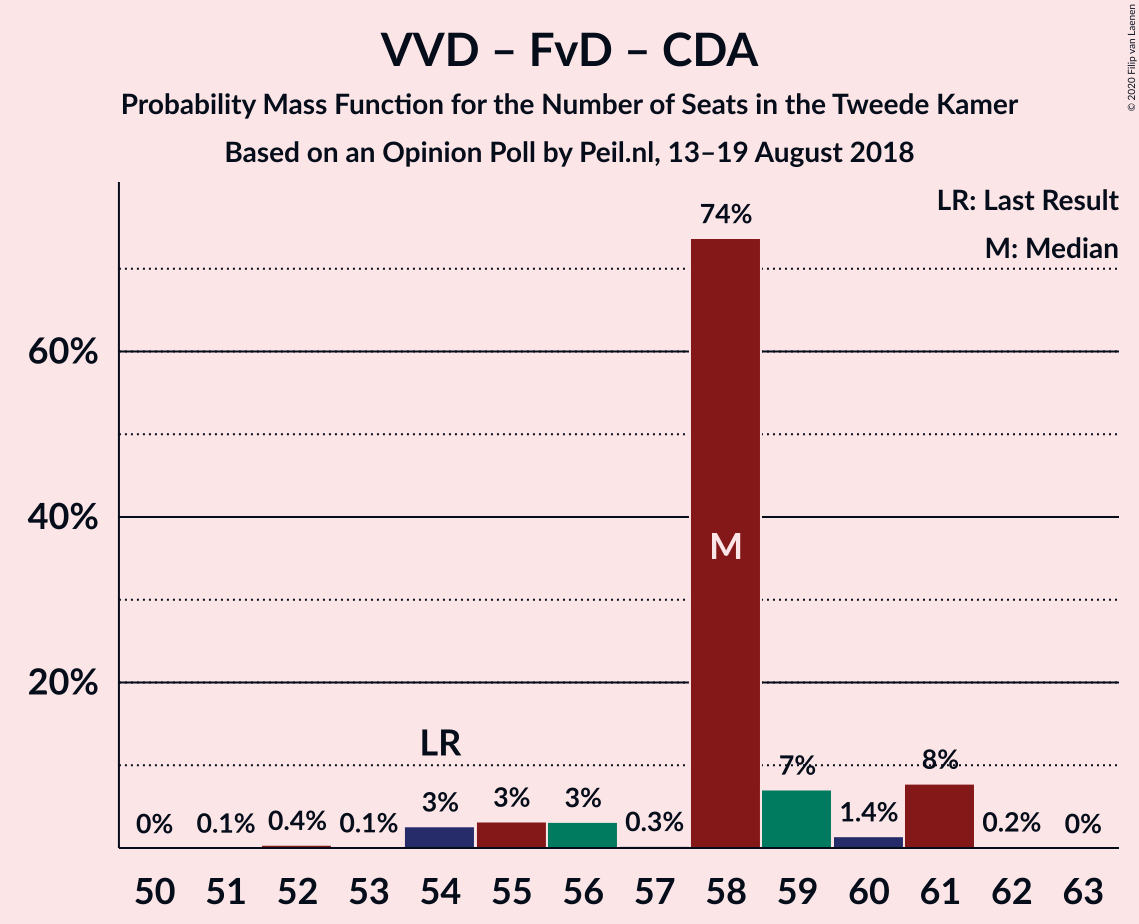 VVD – FvD – CDA
Probability Mass Function for the Number of Seats in the Tweede Kamer
Based on an Opinion Poll by Peil.nl, 13–19 August 2018
© 2020 Filip van Laenen
LR: Last Result
M: Median
74%
60%
40%
M
20%
LR
0% 0.1% 0.4% 0.1% 3% 3% 3% 0.3% 7% 1.4% 8% 0.2% 0%
50 51 52 53 54 55 56 57 58 59 60 61 62 63